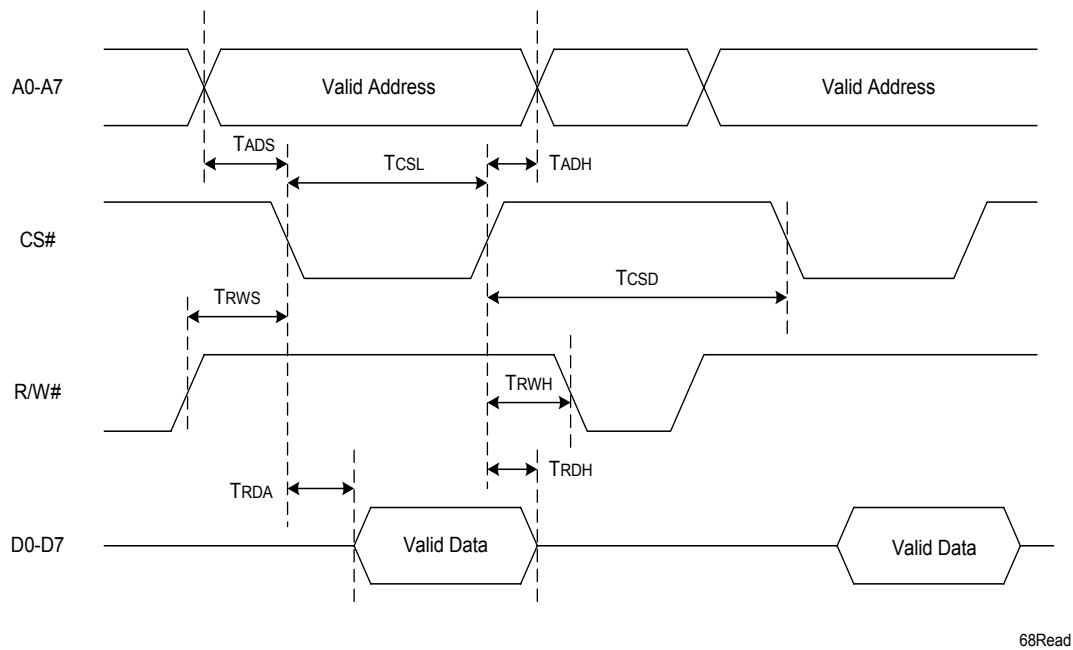 A0-A7
Valid Address
Valid Address
TADS
TCSL
TADH
CS#
TRWS
TCSD
R/W#
TRWH
TRDA
TRDH
D0-D7
Valid Data
Valid Data
68Read